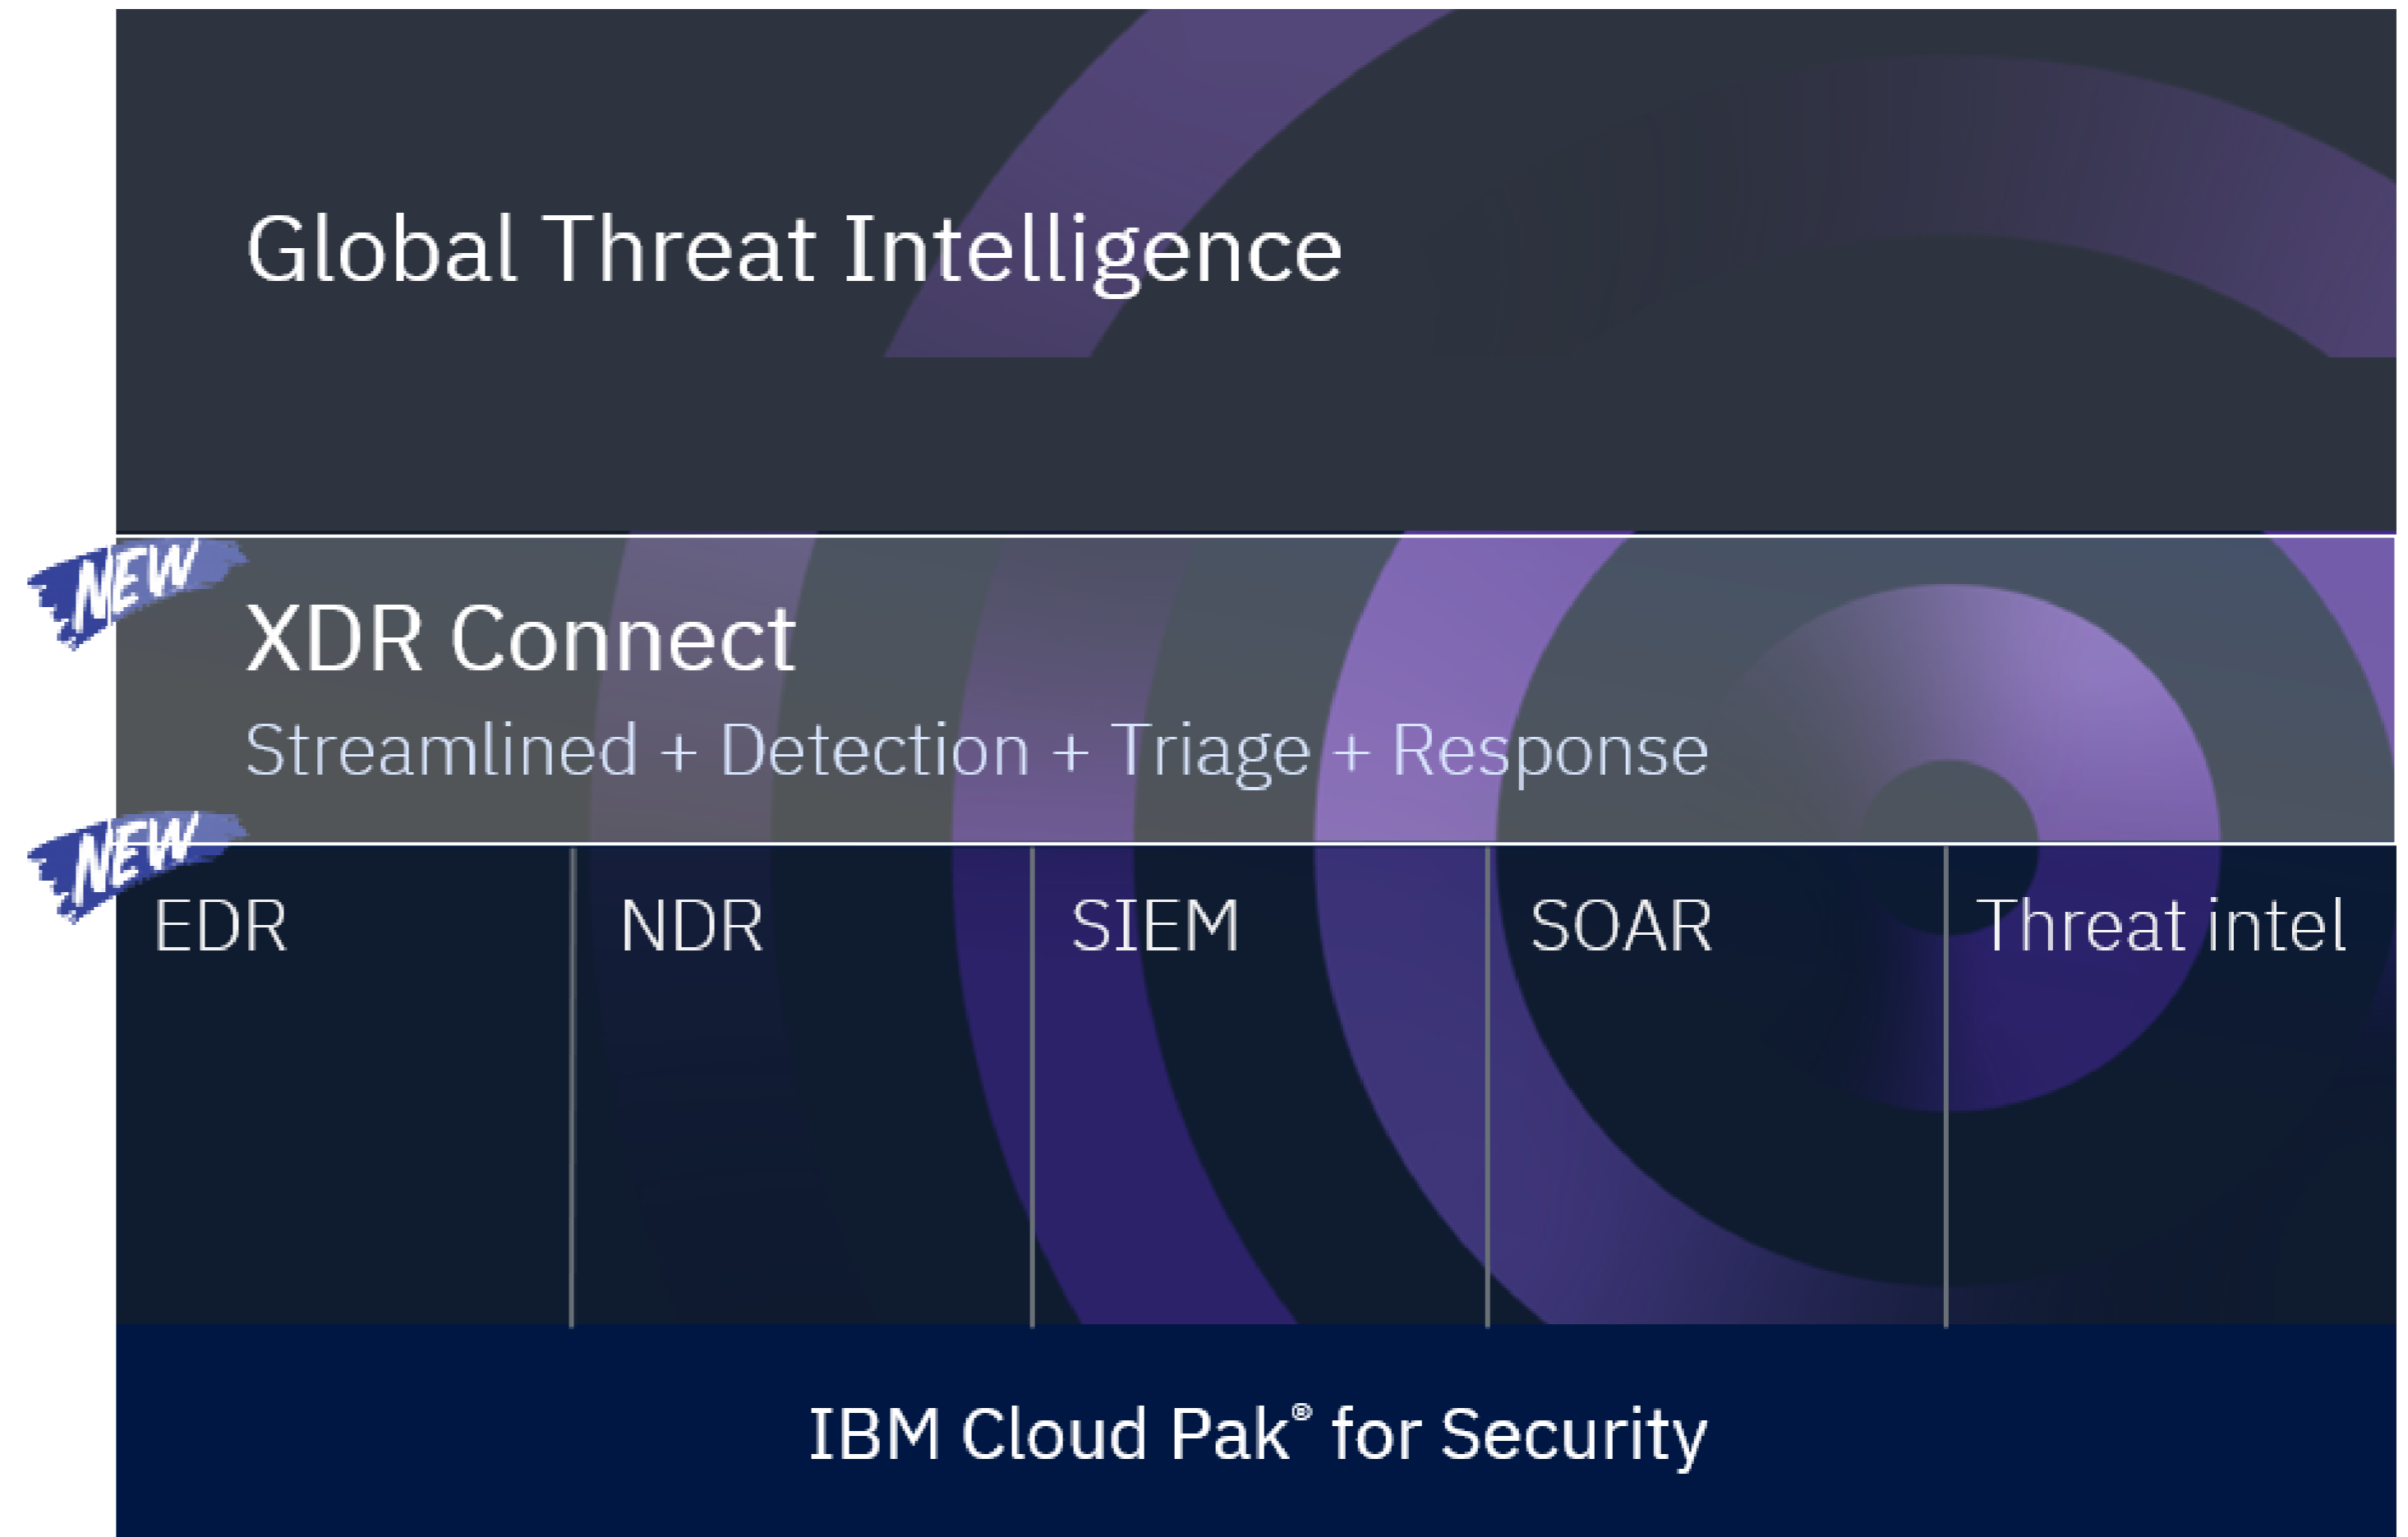 Global Threat Intelligence
NEW
XDR Connect
Streamlined + Detection + Triage + Response
NEW
EDR
NDR
SIEM
SOAR
Threat intel
IBM Cloud Pak® for Security